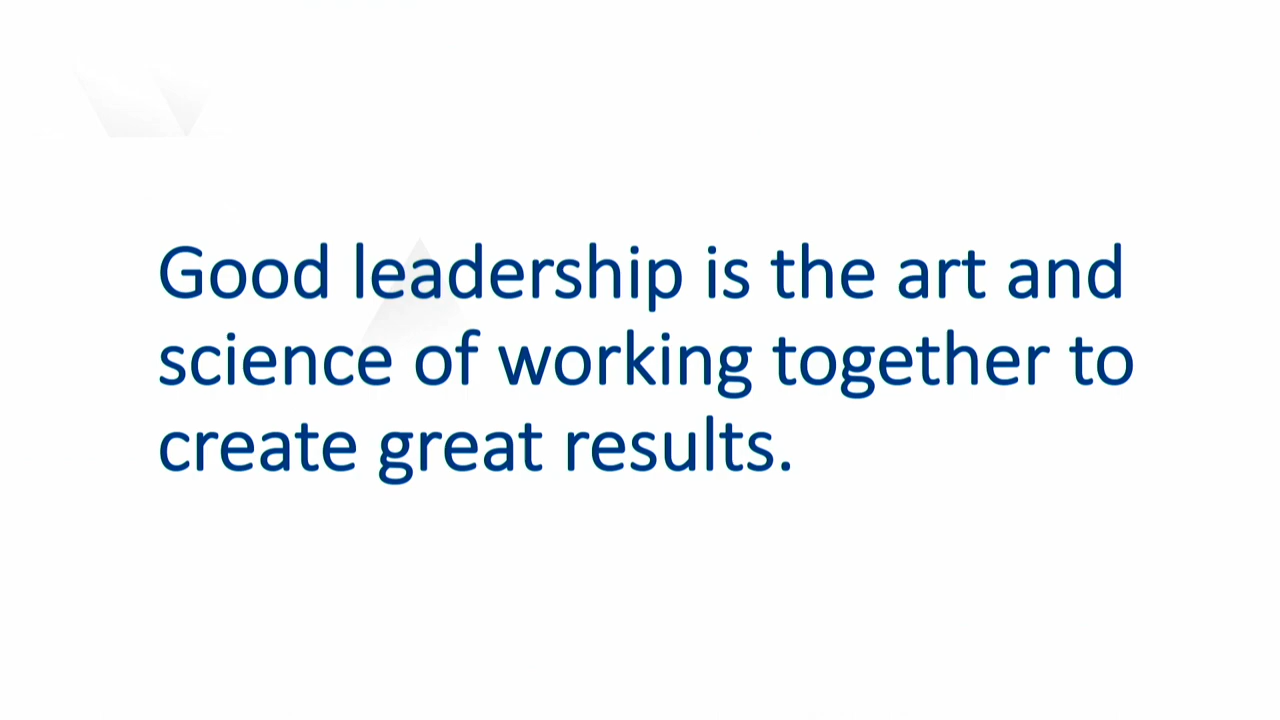 Good leadership is the art and
science of working together to
create great results.